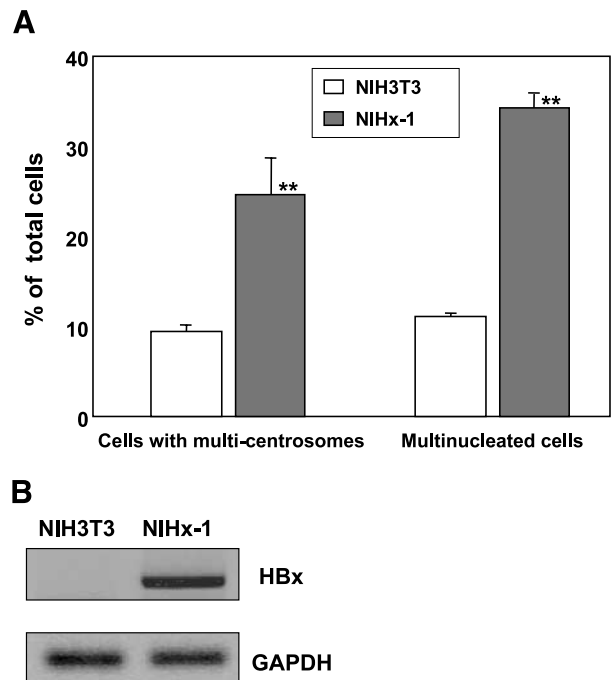 A
40
30
20
10
0
% of total cells
NIH3T3
NIHx-1
**
**
Cells with multi-centrosomes
Multinucleated cells
B
NIH3T3 NIHx-1
HBx
GAPDH